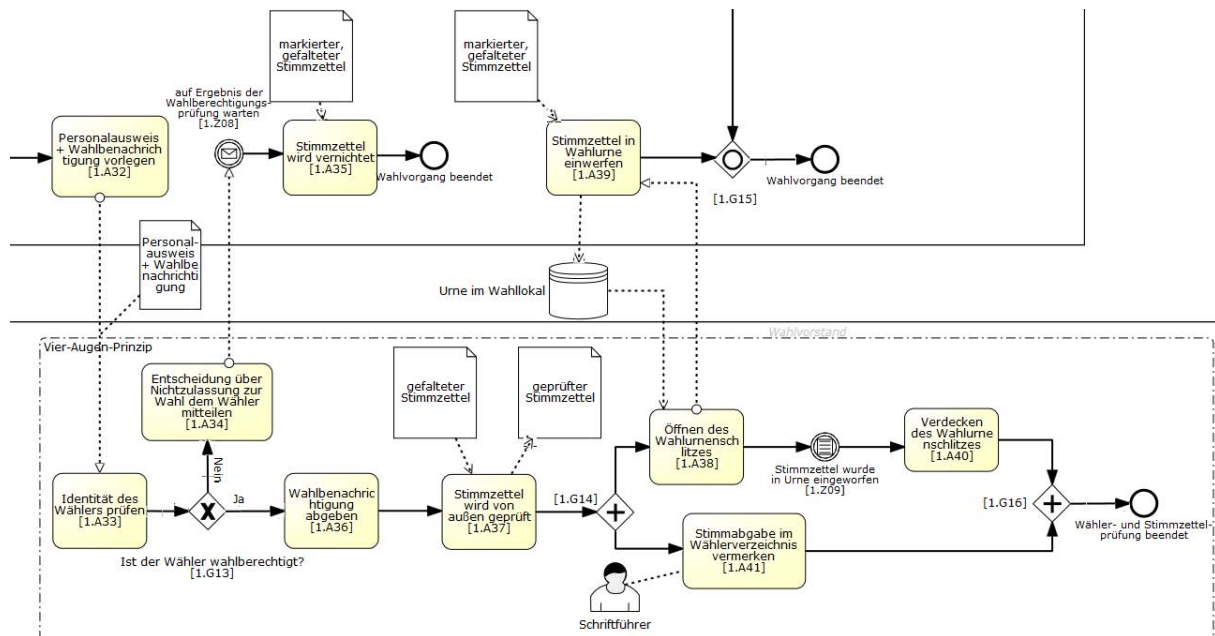 markierter,
gefalteter
Stimmzettel
markierter,
gefalteter
Stimmzettel
auf Ergebnis der
Wahlberechtigungs-
prüfung warten
[1.Z08]
Personalausweis
+ Wahlbenachrich
tigung vorlegen
[1.A32]
Stimmzettel
wird vernichtet
[1.A35]
Wahlvorgang beendet
Stimmzettel in
Wahlurne
einwerfen
[1.A39]
[1.G15]
Wahlvorgang beendet
Personal-
ausweis
+ Wahlbe
nachrichti
gung
Urne im Wahllokal
Wahlvorstand
Vier-Augen-Prinzip
Entscheidung über
Nichtzulassung zur
Wahl dem Wähler
mitteilen
[1.A34]
gefalteter
Stimmzettel
geprüfter
Stimmzettel
Öffnen des
Wahlurnensch
litzes
[1.A38]
Stimmzettel wurde
in Urne eingeworfen
[1.Z09]
Verdecken
des Wahlurne
nschlitzes
[1.A40]
Nein
Identität des
Wählers prüfen
[1.A33]
Ja
Ist der Wähler wahlberechtigt?
[1.G13]
Wahlbenachric
htigung
abgeben
[1.A36]
Stimmzettel
wird von
außen geprüft
[1.A37]
[1.G14]
Stimmabgabe im
Wählerverzeichnis
vermerken
[1.A41]
Schriftführer
[1.G16]
Wähler- und Stimmzettel-
prüfung beendet